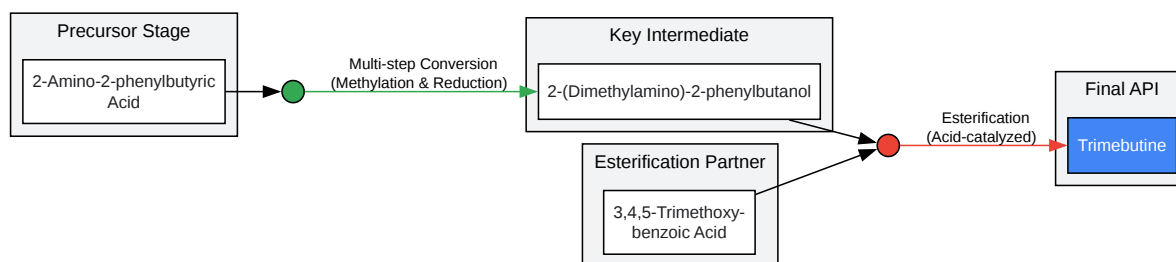 Precursor Stage
2-Amino-2-phenylbutyric
Acid
Multi-step Conversion
(Methylation & Reduction)
Key Intermediate
2-(Dimethylamino)-2-phenylbutanol
Esterification Partner
3,4,5-Trimethoxy-
benzoic Acid
Esterification
(Acid-catalyzed)
Final API
Trimebutine